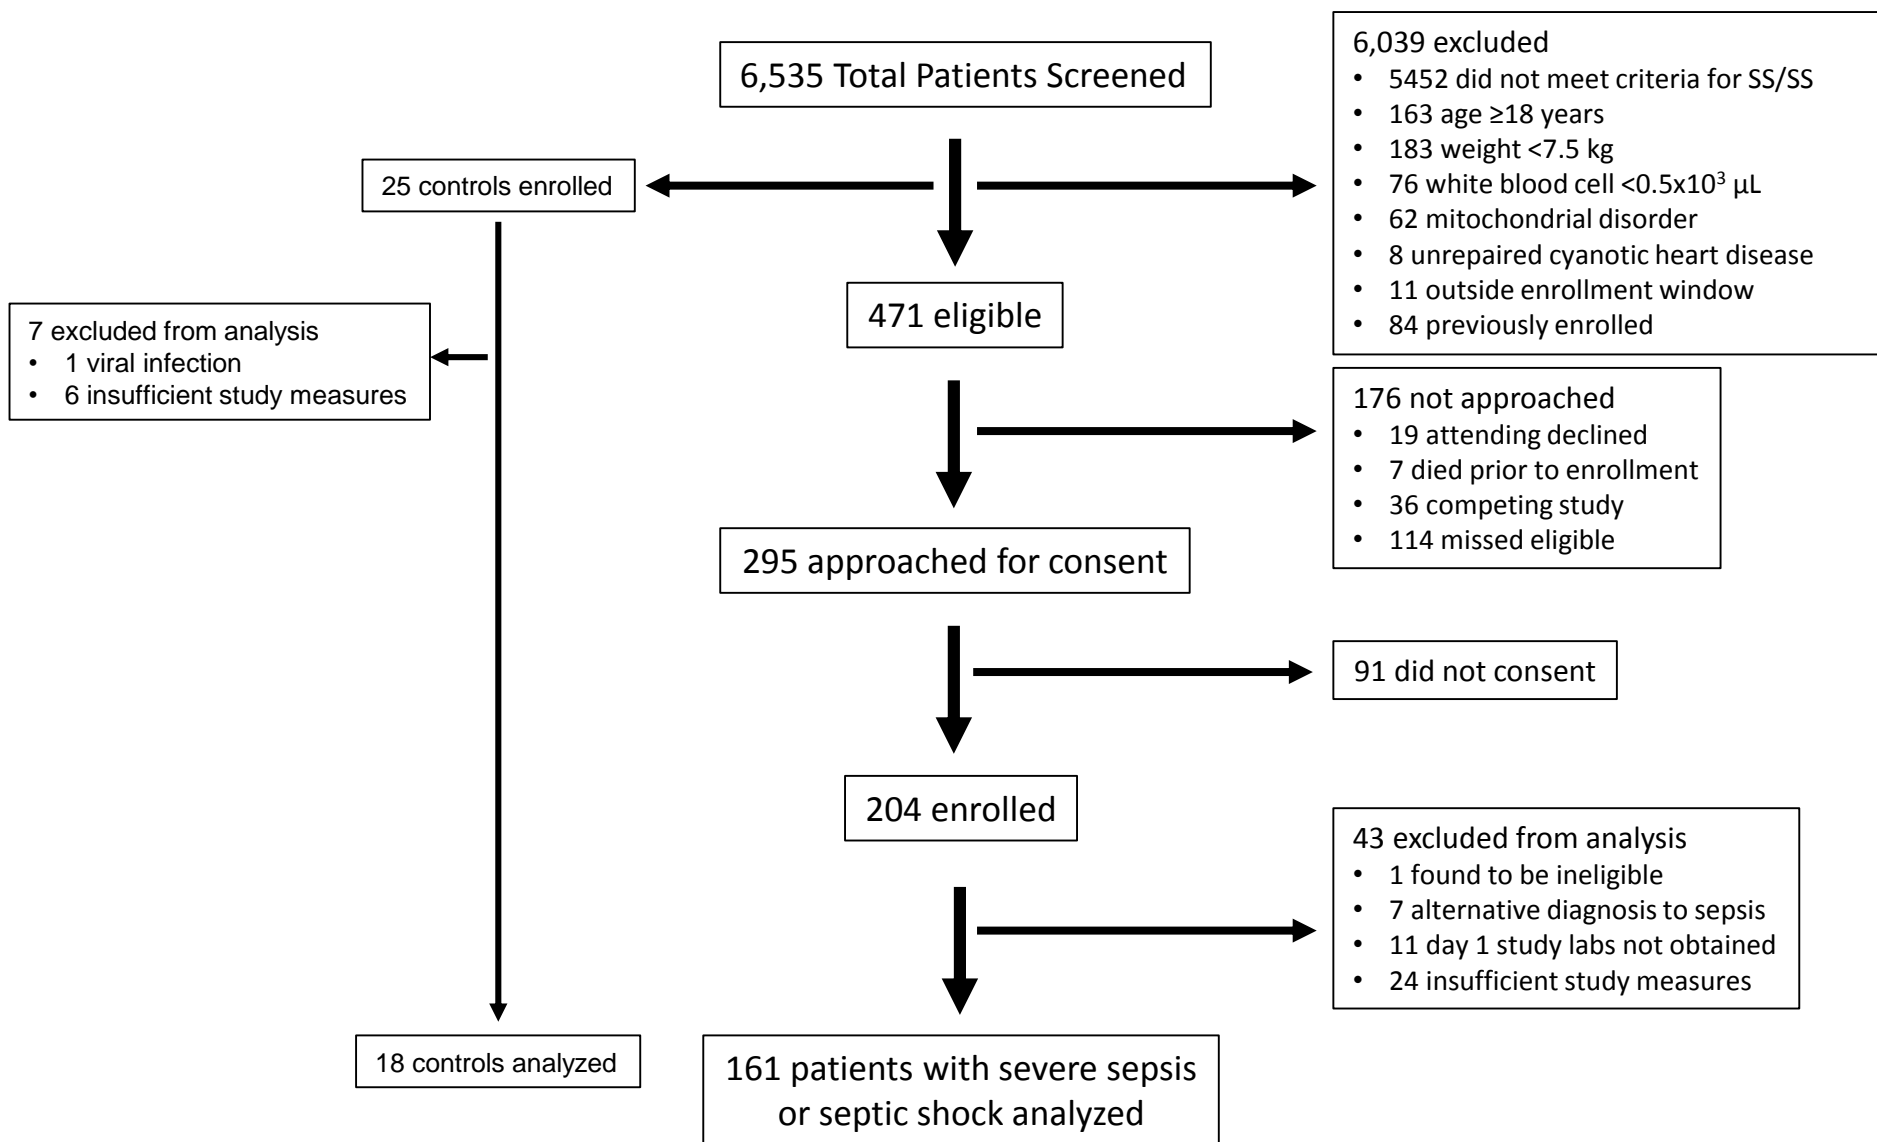 6,535 Total Patients Screened
6,039 excluded
• 5452 did not meet criteria for SS/SS
• 163 age ≥18 years
• 183 weight <7.5 kg
• 76 white blood cell <0.5x10³ µL
• 62 mitochondrial disorder
• 8 unrepaired cyanotic heart disease
• 11 outside enrollment window
• 84 previously enrolled
25 controls enrolled
471 eligible
7 excluded from analysis
• 1 viral infection
• 6 insufficient study measures
176 not approached
• 19 attending declined
• 7 died prior to enrollment
• 36 competing study
• 114 missed eligible
295 approached for consent
91 did not consent
204 enrolled
43 excluded from analysis
• 1 found to be ineligible
• 7 alternative diagnosis to sepsis
• 11 day 1 study labs not obtained
• 24 insufficient study measures
18 controls analyzed
161 patients with severe sepsis
or septic shock analyzed